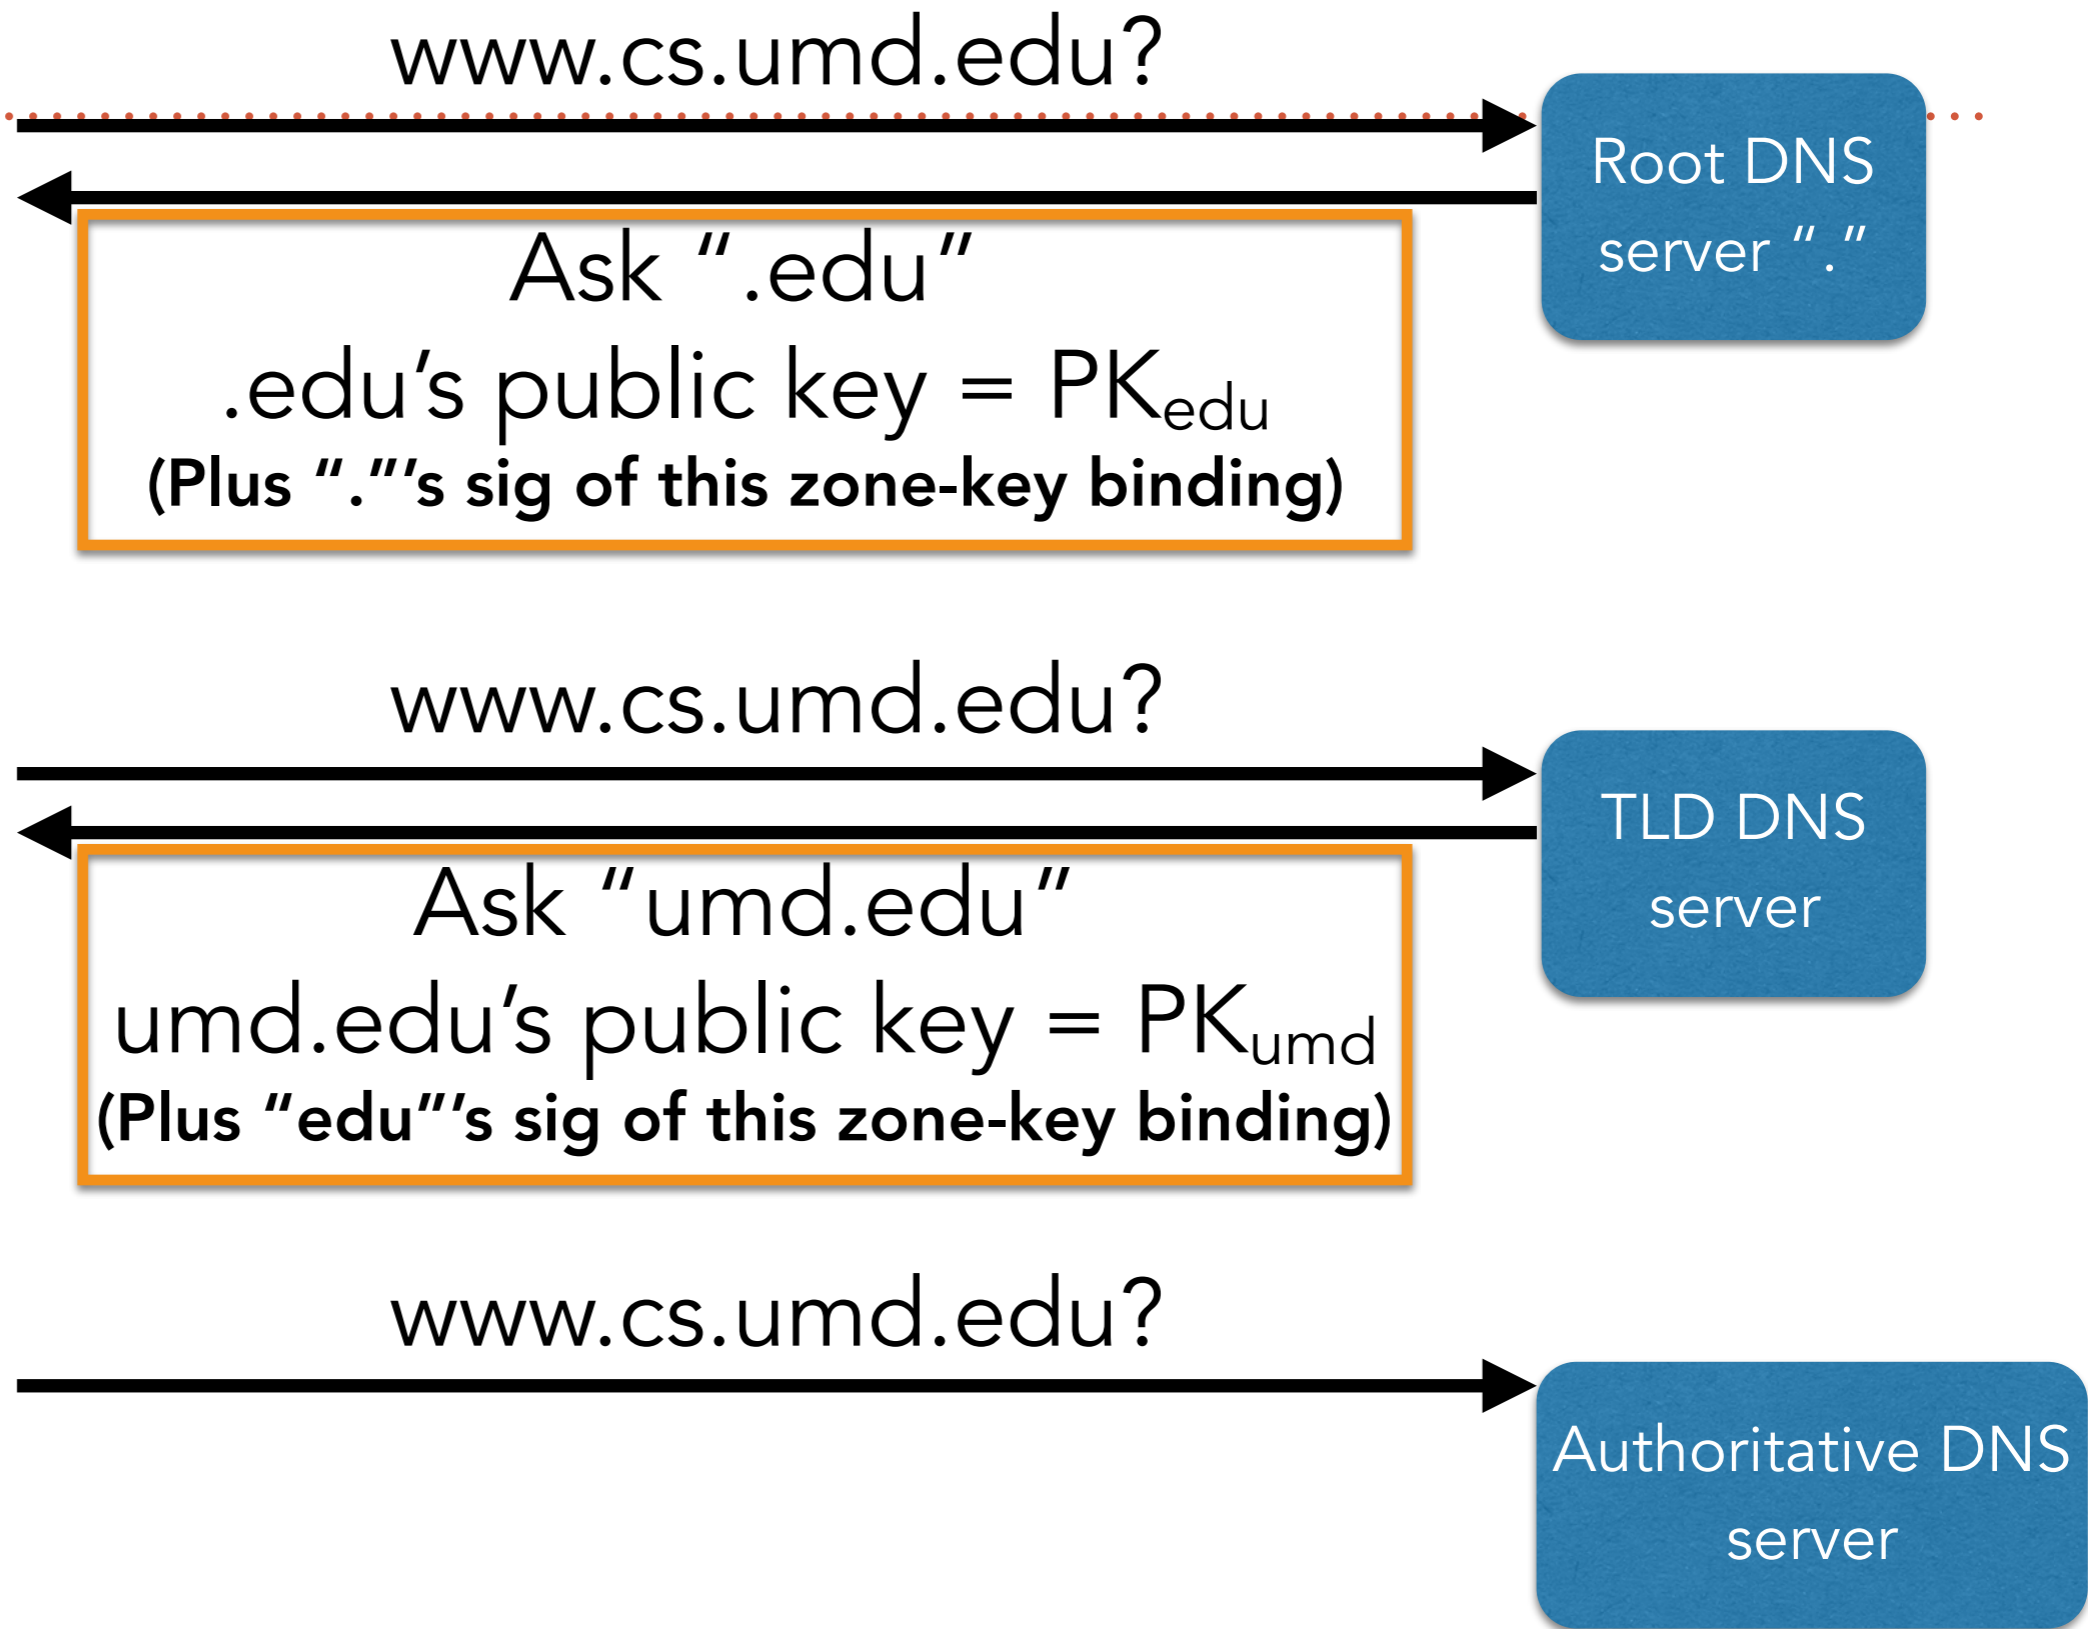 www.cs.umd.edu?
Root DNS
server “.”
Ask “.edu”
.edu’s public key = PKedu
(Plus “.”’s sig of this zone-key binding)
www.cs.umd.edu?
TLD DNS
server
Ask “umd.edu”
umd.edu’s public key = PKumd
(Plus “edu”’s sig of this zone-key binding)
www.cs.umd.edu?
Authoritative DNS
server